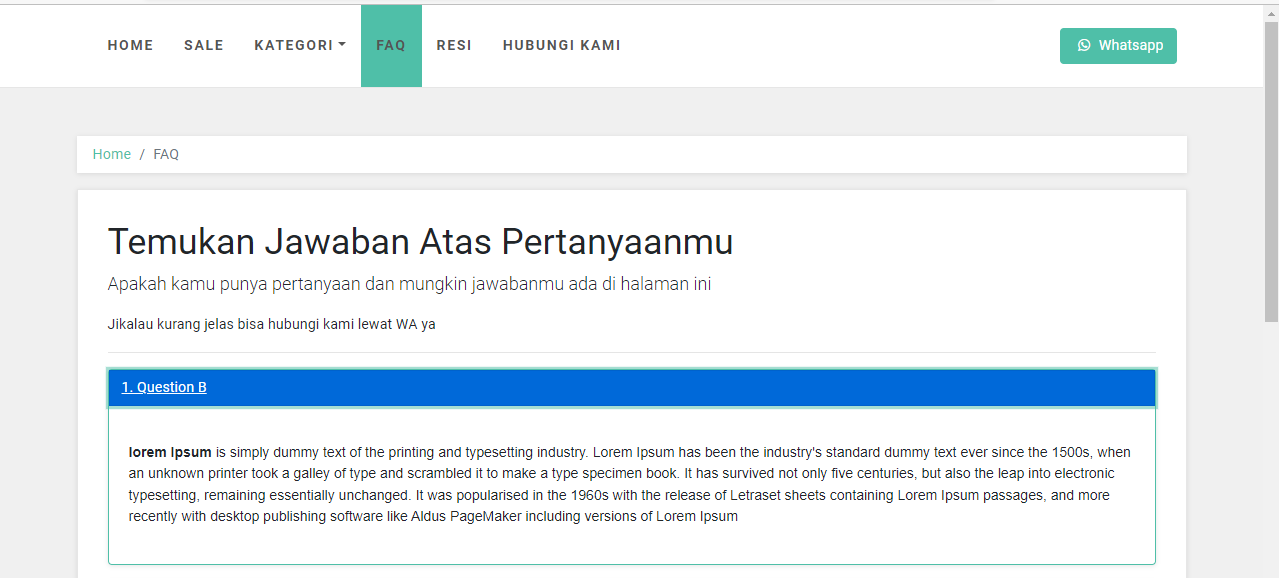 HOME SALE KATEGORI FAQ RESI HUBUNGI KAMI Whatsapp
Home / FAQ
Temukan Jawaban Atas Pertanyaanmu
Apakah kamu punya pertanyaan dan mungkin jawabanmu ada di halaman ini
Jikalau kurang jelas bisa hubungi kami lewat WA ya
1. Question B
lorem Ipsum is simply dummy text of the printing and typesetting industry. Lorem Ipsum has been the industry's standard dummy text ever since the 1500s, when
an unknown printer took a galley of type and scrambled it to make a type specimen book. It has survived not only five centuries, but also the leap into electronic
typesetting, remaining essentially unchanged. It was popularised in the 1960s with the release of Letraset sheets containing Lorem Ipsum passages, and more
recently with desktop publishing software like Aldus PageMaker including versions of Lorem Ipsum